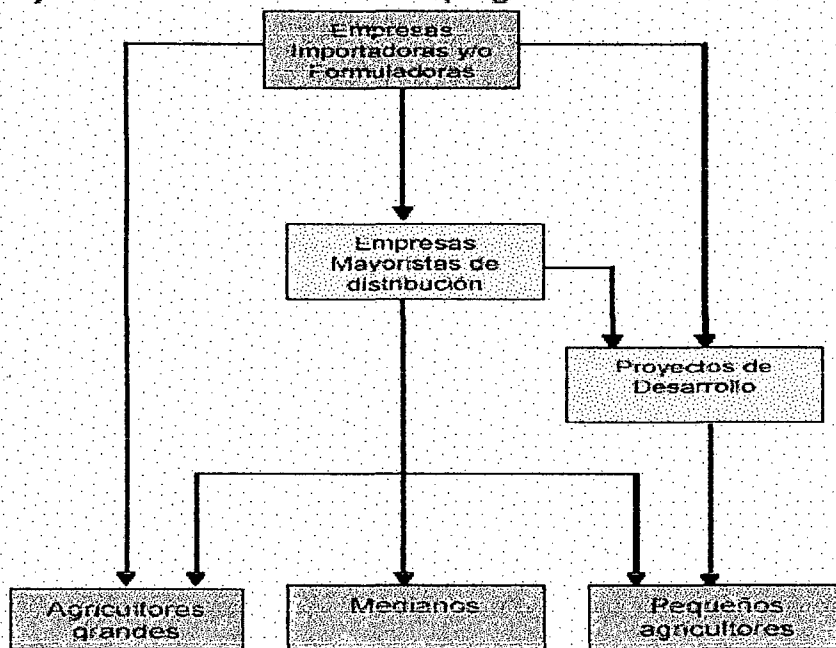 Empresas
Importadoras y/o
Formuladoras
Empresas
Mayoristas de
distribución
Proyectos de
Desarrollo
Agricultores
grandes
Medianos
Pequeños
agricultores